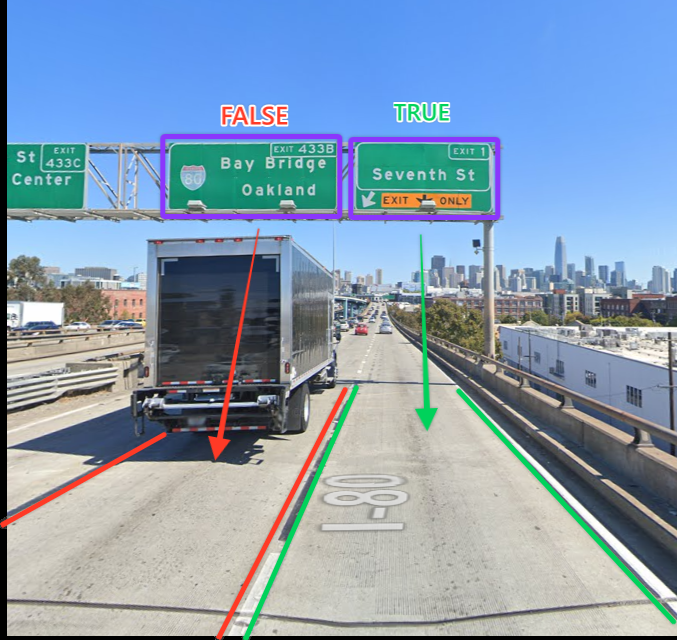 FALSE
TRUE
St EXIT 433C
Center
EXIT 433B
80 Bay Bridge
Oakland
EXIT 1
Seventh St
EXIT ONLY
I-80